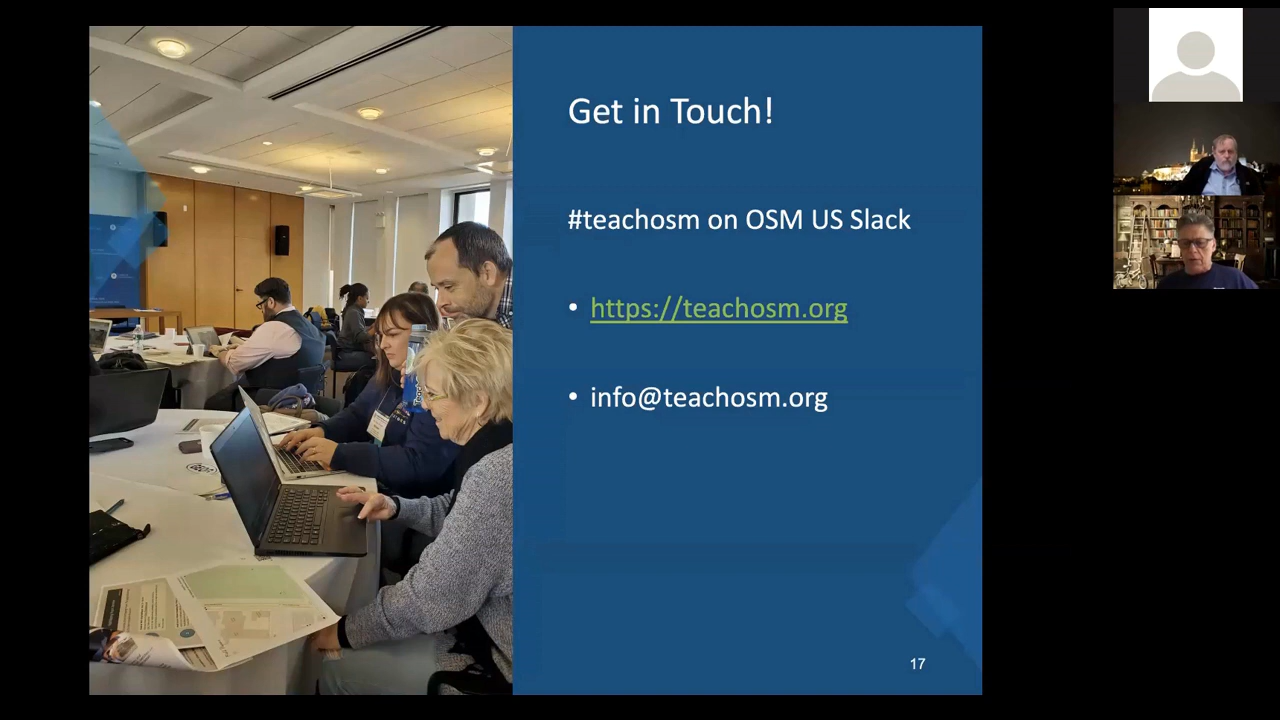 Get in Touch!
#teachosm on OSM US Slack
• https://teachosm.org
• info@teachosm.org
17